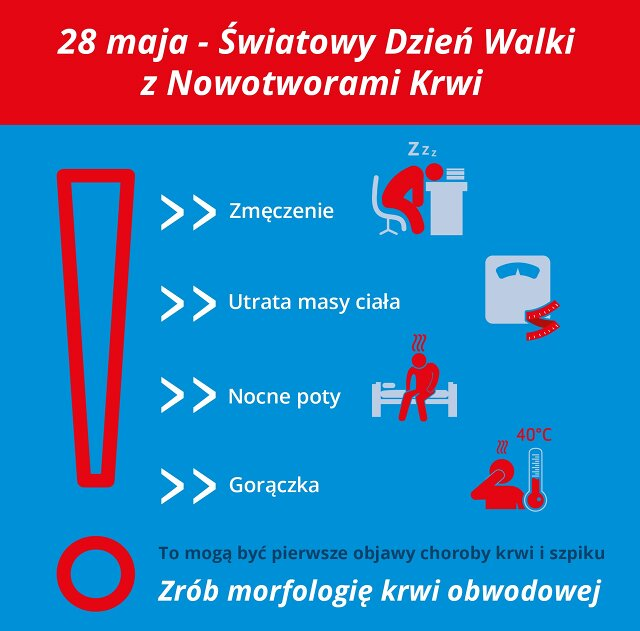 28 maja - Światowy Dzień Walki
z Nowotworami Krwi
Z z z
>> Zmęczenie
>> Utrata masy ciała
>> Nocne poty
40°C
>> Gorączka
To mogą być pierwsze objawy choroby krwi i szpiku
Zrób morfologię krwi obwodowej